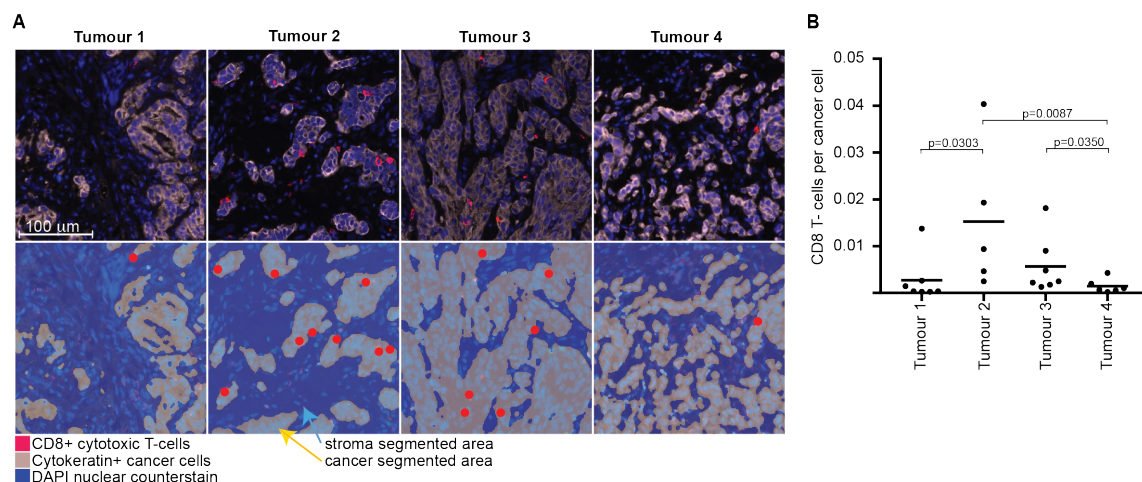 A
Tumour 1
Tumour 2
Tumour 3
Tumour 4
100 µm
CD8+ cytotoxic T-cells
Cytokeratin+ cancer cells
DAPI nuclear counterstain
stroma segmented area
cancer segmented area
B
CD8 T- cells per cancer cell
0.05
0.04
0.03
0.02
0.01
p=0.0087
p=0.0303
p=0.0350
Tumour 1
Tumour 2
Tumour 3
Tumour 4